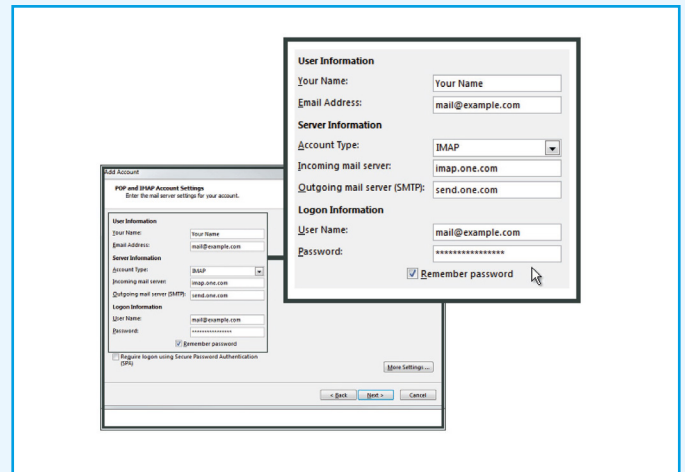 User Information
Your Name: Your Name
Email Address: mail@example.com
Server Information
Account Type: IMAP
Incoming mail server: imap.one.com
Outgoing mail server (SMTP): send.one.com
Logon Information
User Name: mail@example.com
Password: ****************
Remember password
Add Account
POP and IMAP Account Settings
Enter the mail server settings for your account.
User Information
Your Name: Your Name
Email Address: mail@example.com
Server Information
Account Type: IMAP
Incoming mail server: imap.one.com
Outgoing mail server (SMTP): send.one.com
Logon Information
User Name: mail@example.com
Password: ****************
Remember password
Require logon using Secure Password Authentication
(SPA)
More Settings ...
< Back Next > Cancel